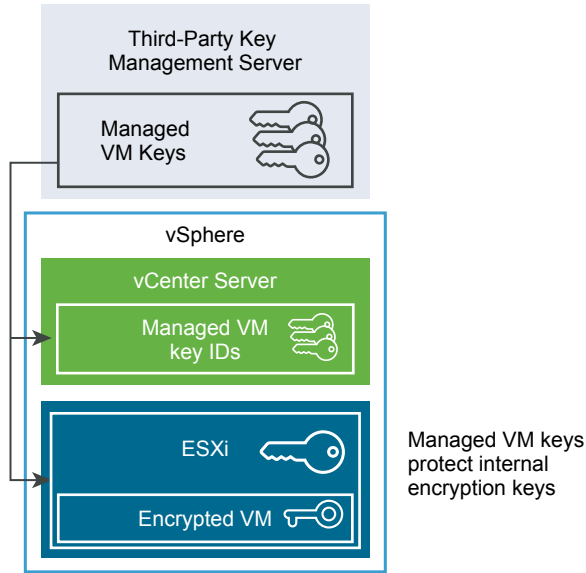 Third-Party Key
Management Server
Managed
VM Keys
vSphere
vCenter Server
Managed VM
key IDs
ESXi
Encrypted VM
Managed VM keys
protect internal
encryption keys